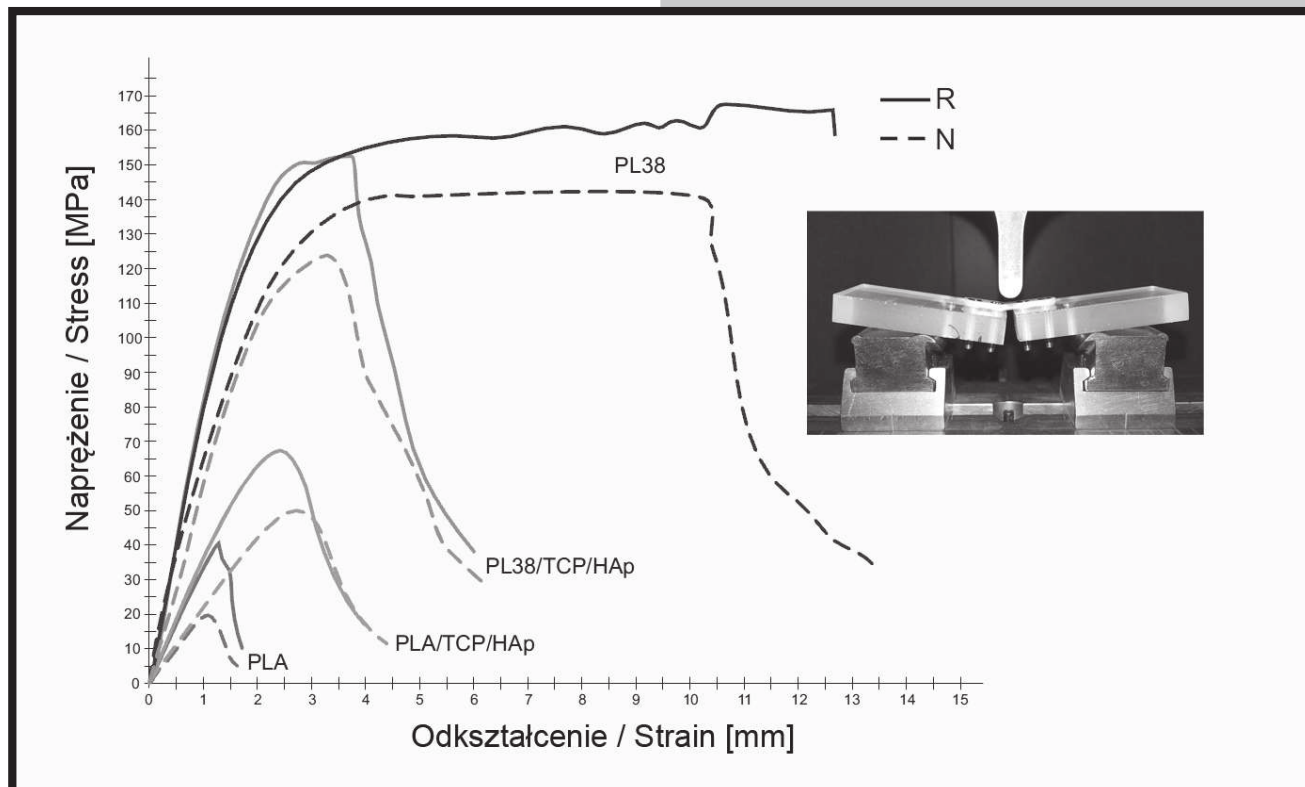 Naprężenie / Stress [MPa]
170
160
150
140
130
120
110
100
90
80
70
60
50
40
30
20
10
0
R
N
PL38
PL38/TCP/HAp
PLA/TCP/HAp
PLA
0 1 2 3 4 5 6 7 8 9 10 11 12 13 14 15
Odkształcenie / Strain [mm]